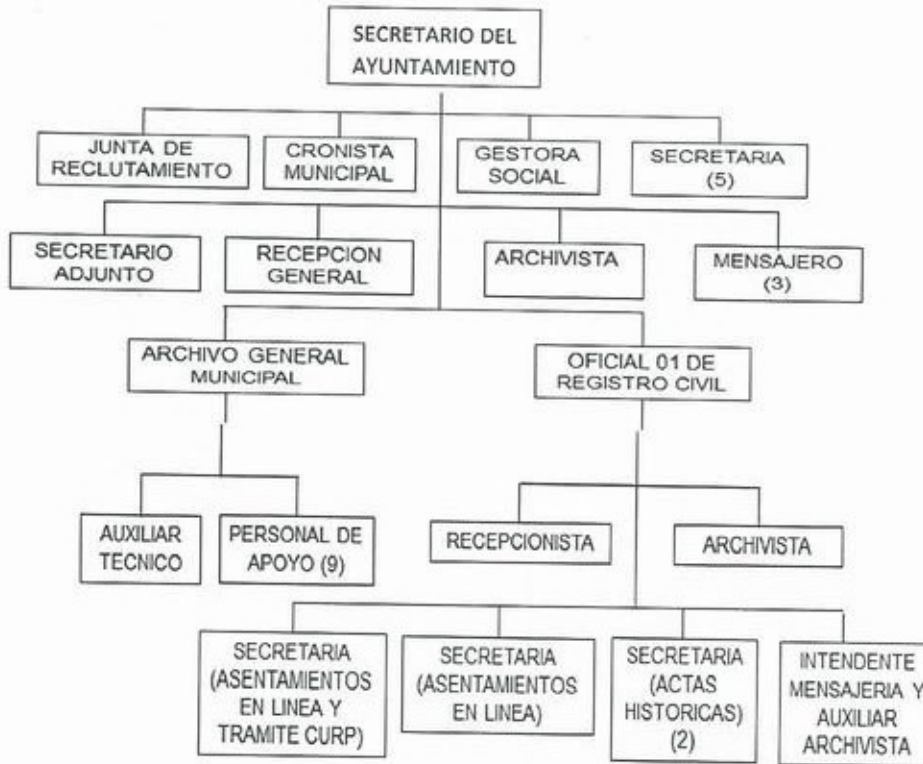 SECRETARIO DEL
AYUNTAMIENTO
JUNTA DE
RECLUTAMIENTO
CRONISTA
MUNICIPAL
GESTORA
SOCIAL
SECRETARIA
(5)
SECRETARIO
ADJUNTO
RECEPCION
GENERAL
ARCHIVISTA
MENSAJERO
(3)
ARCHIVO GENERAL
MUNICIPAL
OFICIAL 01 DE
REGISTRO CIVIL
AUXILIAR
TECNICO
PERSONAL DE
APOYO (9)
RECEPCIONISTA
ARCHIVISTA
SECRETARIA
(ASENTAMIENTOS
EN LINEA Y
TRAMITE CURP)
SECRETARIA
(ASENTAMIENTOS
EN LINEA)
SECRETARIA
(ACTAS
HISTORICAS)
(2)
INTENDENTE
MENSAJERIA Y
AUXILIAR
ARCHIVISTA